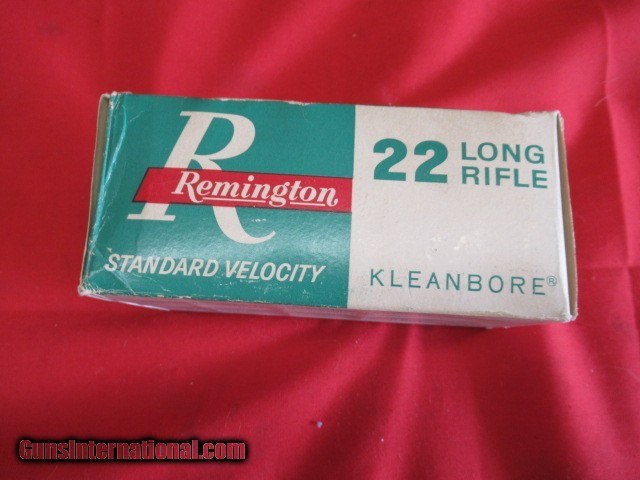 R
Remington
STANDARD VELOCITY
22 LONG RIFLE
KLEANBORE®
GunsInternational.com